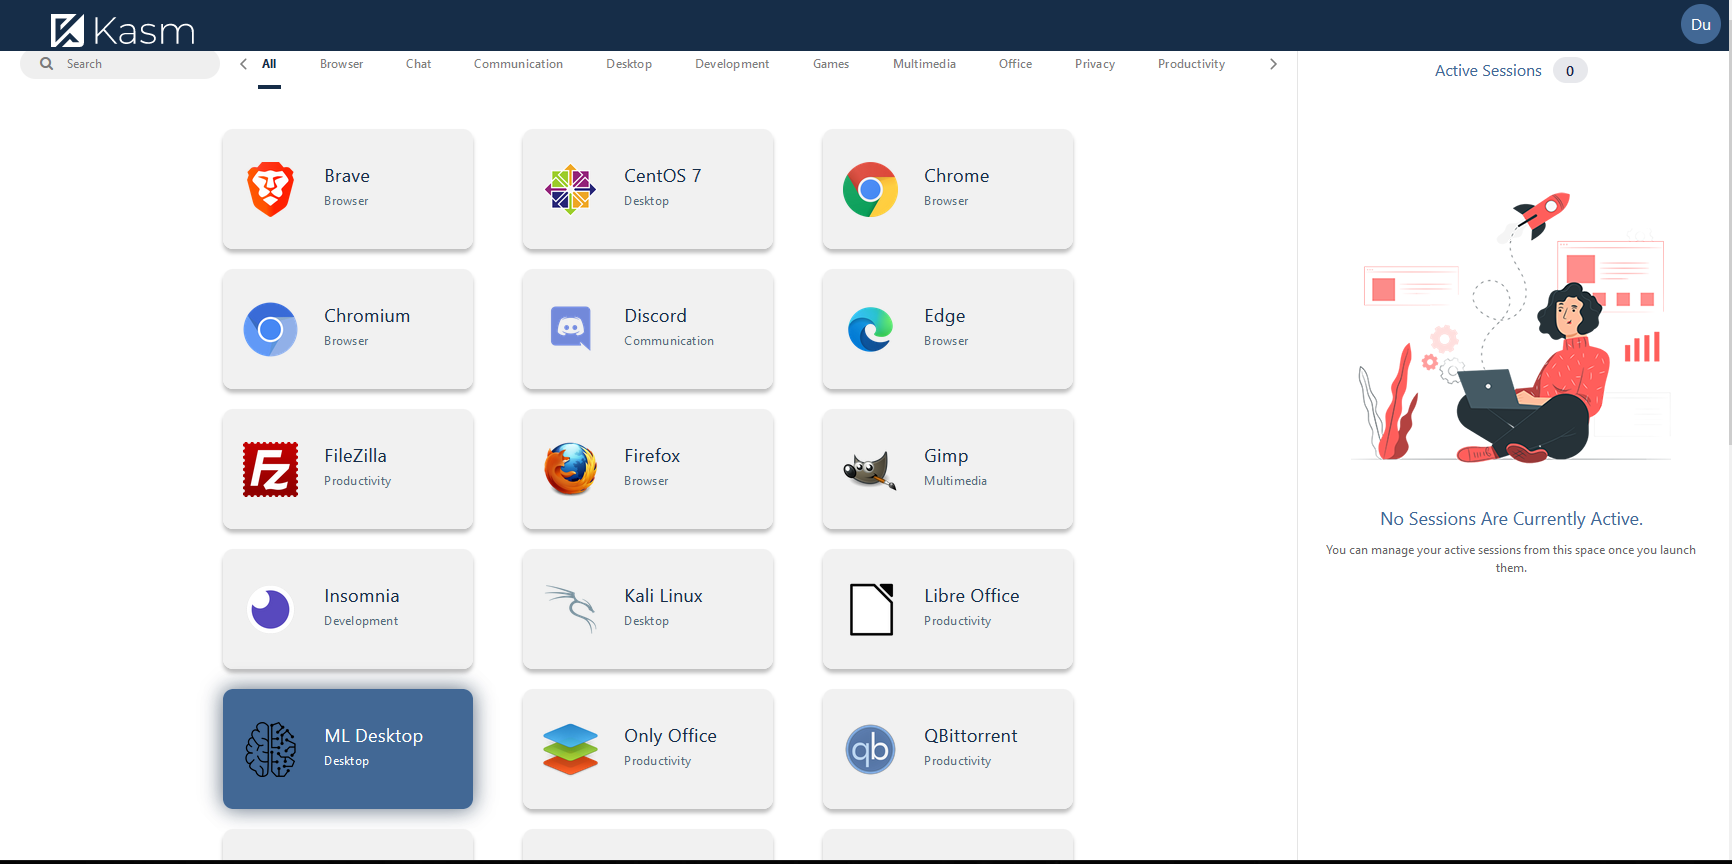 Kasm
Du
Search
All
Browser
Chat
Communication
Desktop
Development
Games
Multimedia
Office
Privacy
Productivity
Active Sessions 0
Brave
Browser
CentOS 7
Desktop
Chrome
Browser
Chromium
Browser
Discord
Communication
Edge
Browser
FileZilla
Productivity
Firefox
Browser
Gimp
Multimedia
Insomnia
Development
Kali Linux
Desktop
Libre Office
Productivity
ML Desktop
Desktop
Only Office
Productivity
qb
QBittorrent
Productivity
Fz
No Sessions Are Currently Active.
You can manage your active sessions from this space once you launch
them.